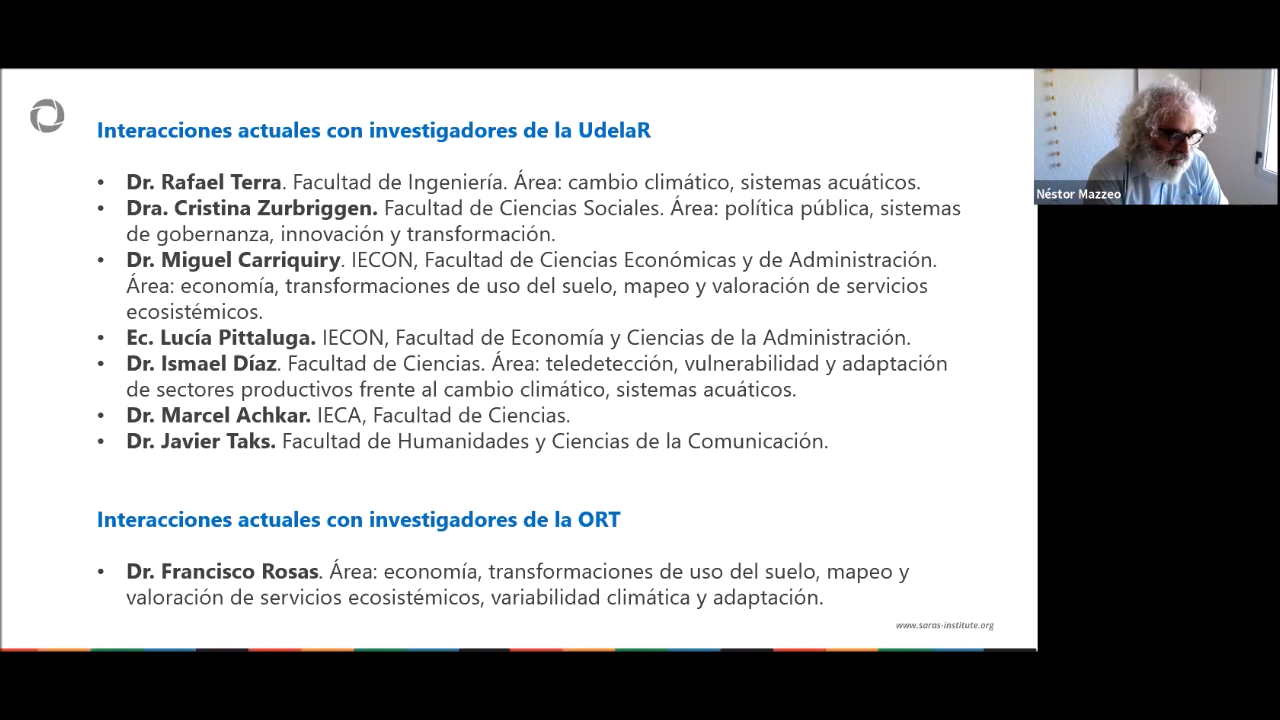 Interacciones actuales con investigadores de la UdelaR
• Dr. Rafael Terra. Facultad de Ingeniería. Área: cambio climático, sistemas acuáticos.
• Dra. Cristina Zurbriggen. Facultad de Ciencias Sociales. Área: política pública, sistemas
de gobernanza, innovación y transformación.
• Dr. Miguel Carriquiry. IECON, Facultad de Ciencias Económicas y de Administración.
Área: economía, transformaciones de uso del suelo, mapeo y valoración de servicios
ecosistémicos.
• Ec. Lucía Pittaluga. IECON, Facultad de Economía y Ciencias de la Administración.
• Dr. Ismael Díaz. Facultad de Ciencias. Área: teledetección, vulnerabilidad y adaptación
de sectores productivos frente al cambio climático, sistemas acuáticos.
• Dr. Marcel Achkar. IECA, Facultad de Ciencias.
• Dr. Javier Taks. Facultad de Humanidades y Ciencias de la Comunicación.
Interacciones actuales con investigadores de la ORT
• Dr. Francisco Rosas. Área: economía, transformaciones de uso del suelo, mapeo y
valoración de servicios ecosistémicos, variabilidad climática y adaptación.
www.saras-institute.org
Néstor Mazzeo